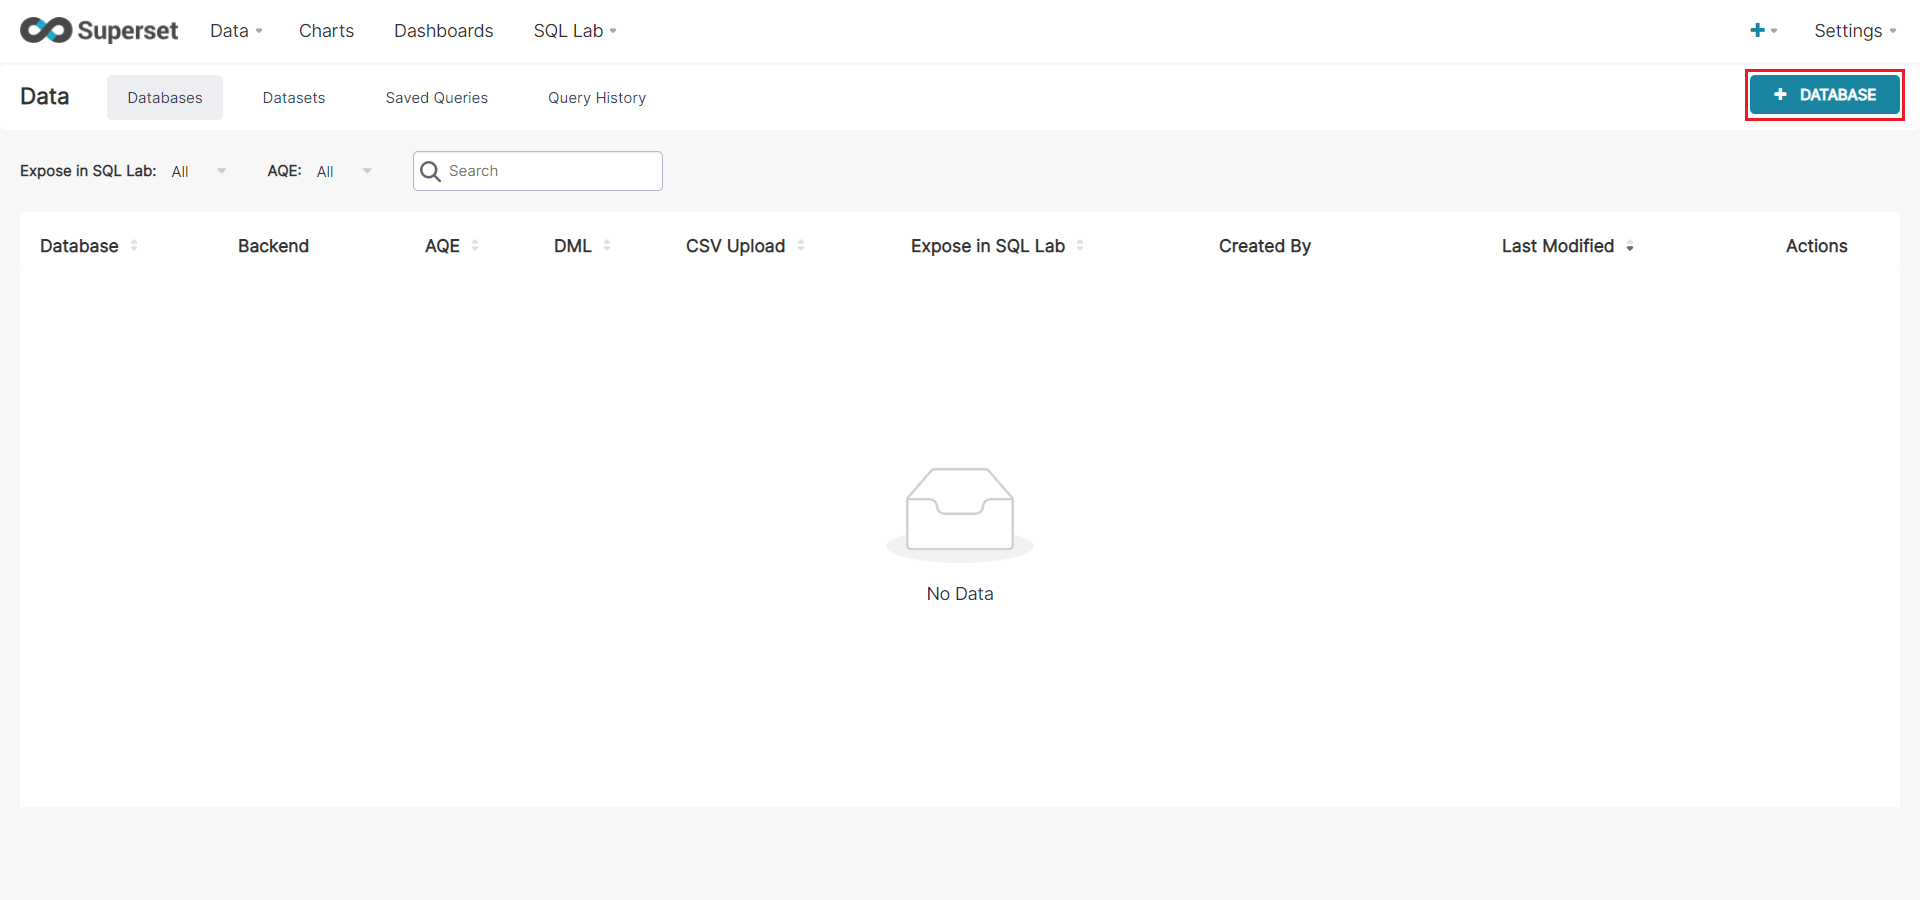 Superset Data Charts Dashboards SQL Lab + Settings
Data Databases Datasets Saved Queries Query History + DATABASE
Expose in SQL Lab: All AQE: All Search
Database Backend AQE DML CSV Upload Expose in SQL Lab Created By Last Modified Actions
No Data